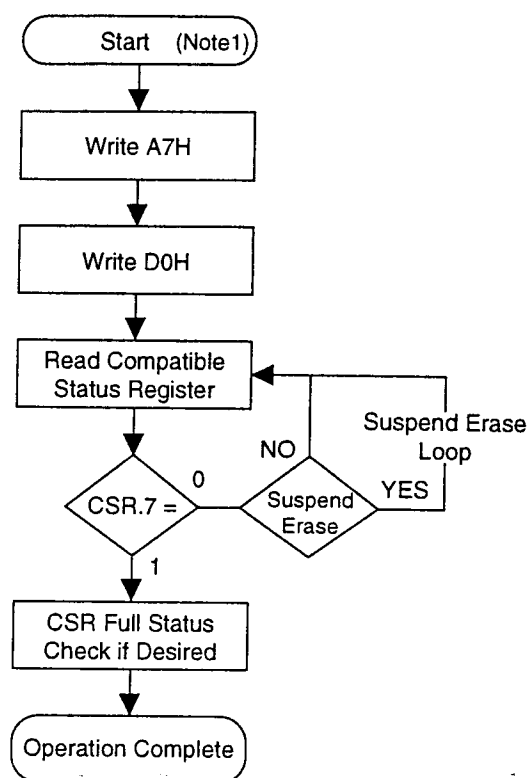 Start (Note1)
Write A7H
Write D0H
Read Compatible
Status Register
Suspend Erase
Loop
NO
0
YES
CSR.7 =
Suspend
Erase
1
CSR Full Status
Check if Desired
Operation Complete